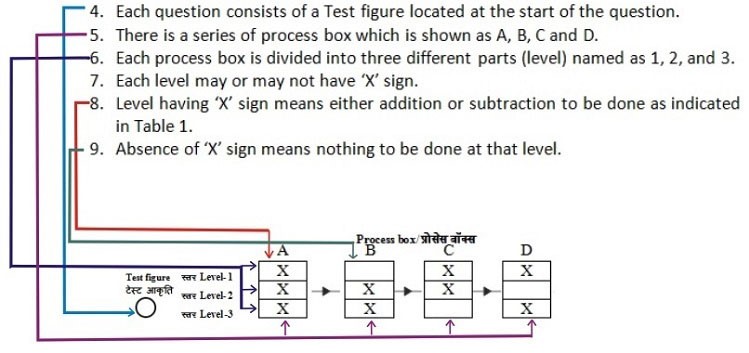 4. Each question consists of a Test figure located at the start of the question.
5. There is a series of process box which is shown as A, B, C and D.
6. Each process box is divided into three different parts (level) named as 1, 2, and 3.
7. Each level may or may not have ‘X’ sign.
8. Level having ‘X’ sign means either addition or subtraction to be done as indicated
in Table 1.
9. Absence of ‘X’ sign means nothing to be done at that level.
Process box/प्रोसेस बॉक्स
A B C D
Test figure स्तर Level-1 X X X
टेस्ट आकृति स्तर Level-2 X X X
स्तर Level-3 X X X